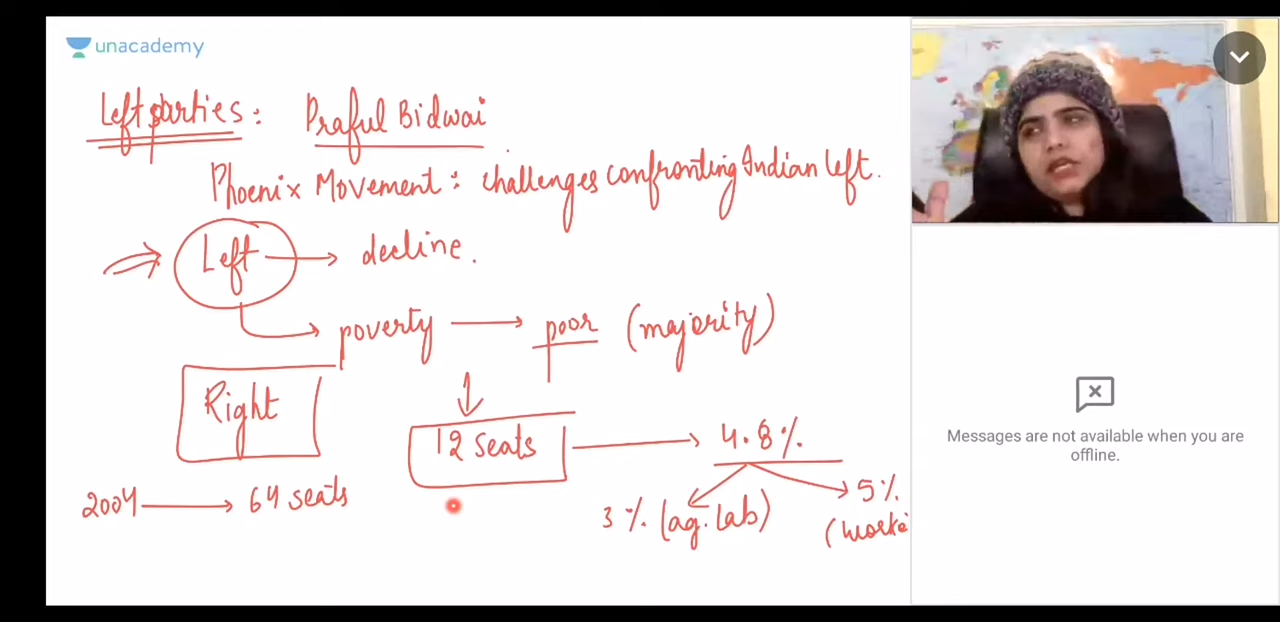 unacademy
Left parties : Praful Bidwai
Phoenix Movement : challenges confronting Indian left.
Left → decline.
poverty → poor (majority)
Right
12 seats → 4.8%
2004 → 64 seats
3% (ag. lab) 5%
(worke
Messages are not available when you are
offline.